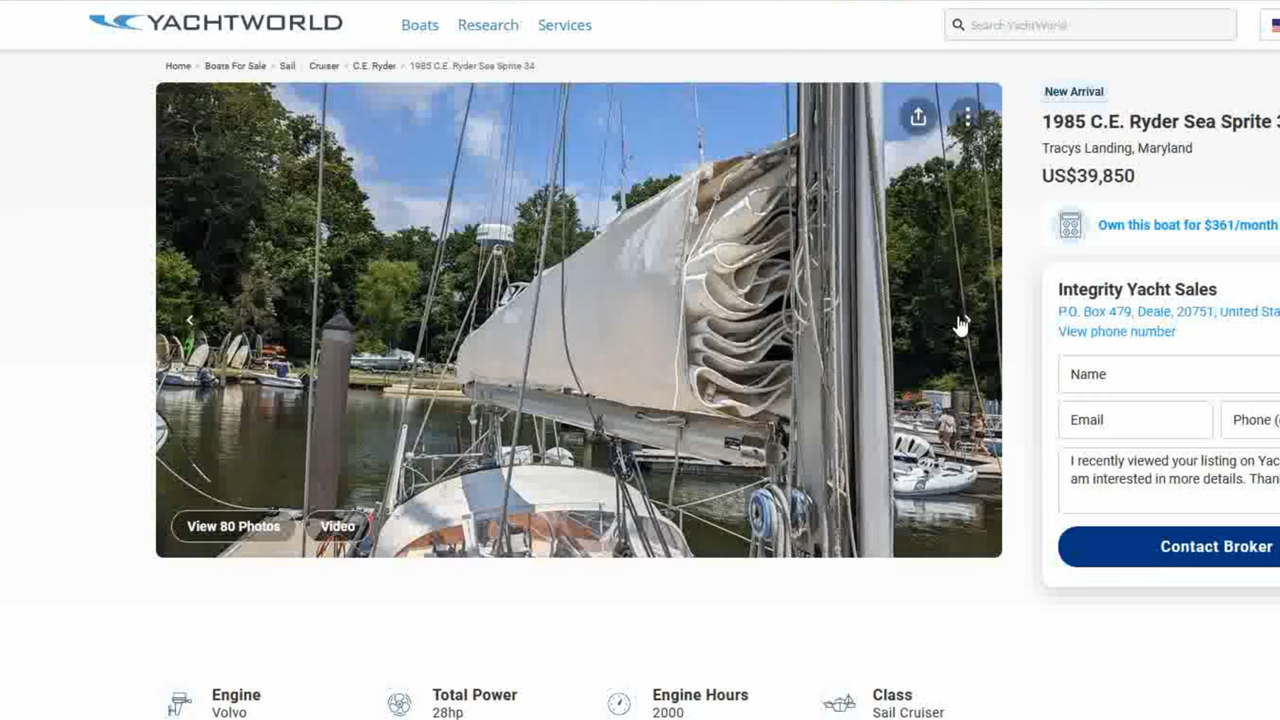 YACHTWORLD
Boats Research Services
Search YachtWorld
Home > Boats For Sale > Sail > Cruiser > C.E. Ryder > 1985 C.E. Ryder Sea Sprite 34
New Arrival
1985 C.E. Ryder Sea Sprite
Tracys Landing, Maryland
US$39,850
Own this boat for $361/month
Integrity Yacht Sales
P.O. Box 479, Deale, 20751, United Sta
View phone number
Name
Email Phone (
I recently viewed your listing on Yac
am interested in more details. Than
Contact Broker
View 80 Photos Video
Engine Total Power Engine Hours Class
Volvo 28hp 2000 Sail Cruiser